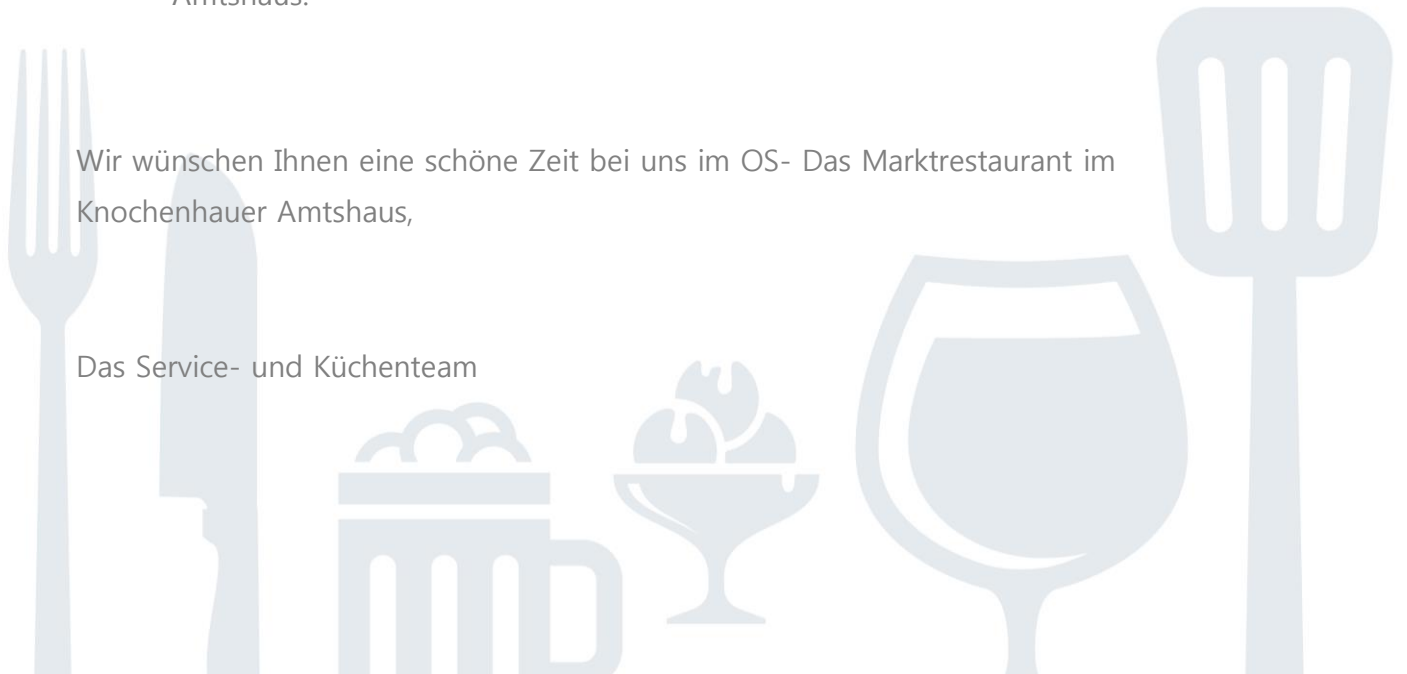 Amtshaus.
Wir wünschen Ihnen eine schöne Zeit bei uns im OS- Das Marktrestaurant im
Knochenhauer Amtshaus,
Das Service- und Küchenteam